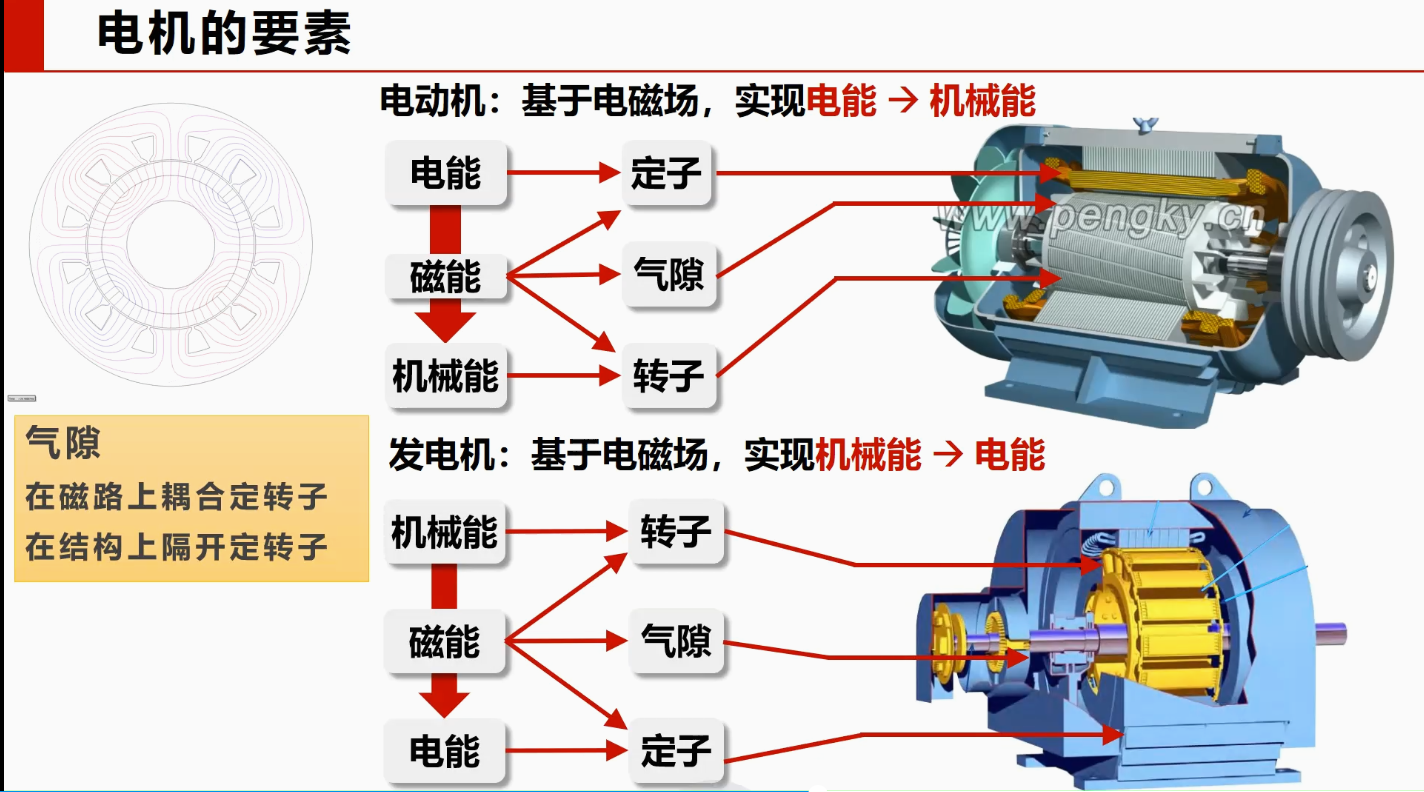 电机的要素
电动机：基于电磁场，实现电能 → 机械能
电能
定子
磁能
气隙
机械能
转子
www.pengky.cn
气隙
在磁路上耦合定转子
在结构上隔开定转子
发电机：基于电磁场，实现机械能 → 电能
机械能
转子
磁能
气隙
电能
定子